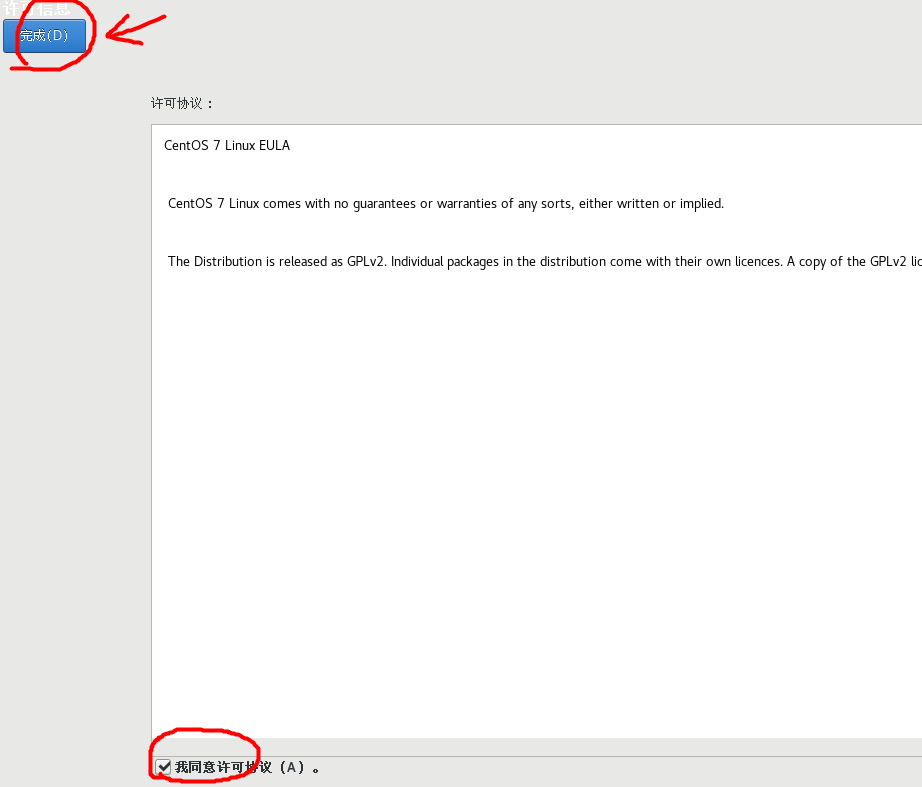 许可信息
完成(D)
许可协议：
CentOS 7 Linux EULA
CentOS 7 Linux comes with no guarantees or warranties of any sorts, either written or implied.
The Distribution is released as GPLv2. Individual packages in the distribution come with their own licences. A copy of the GPLv2
我同意许可协议（A）。